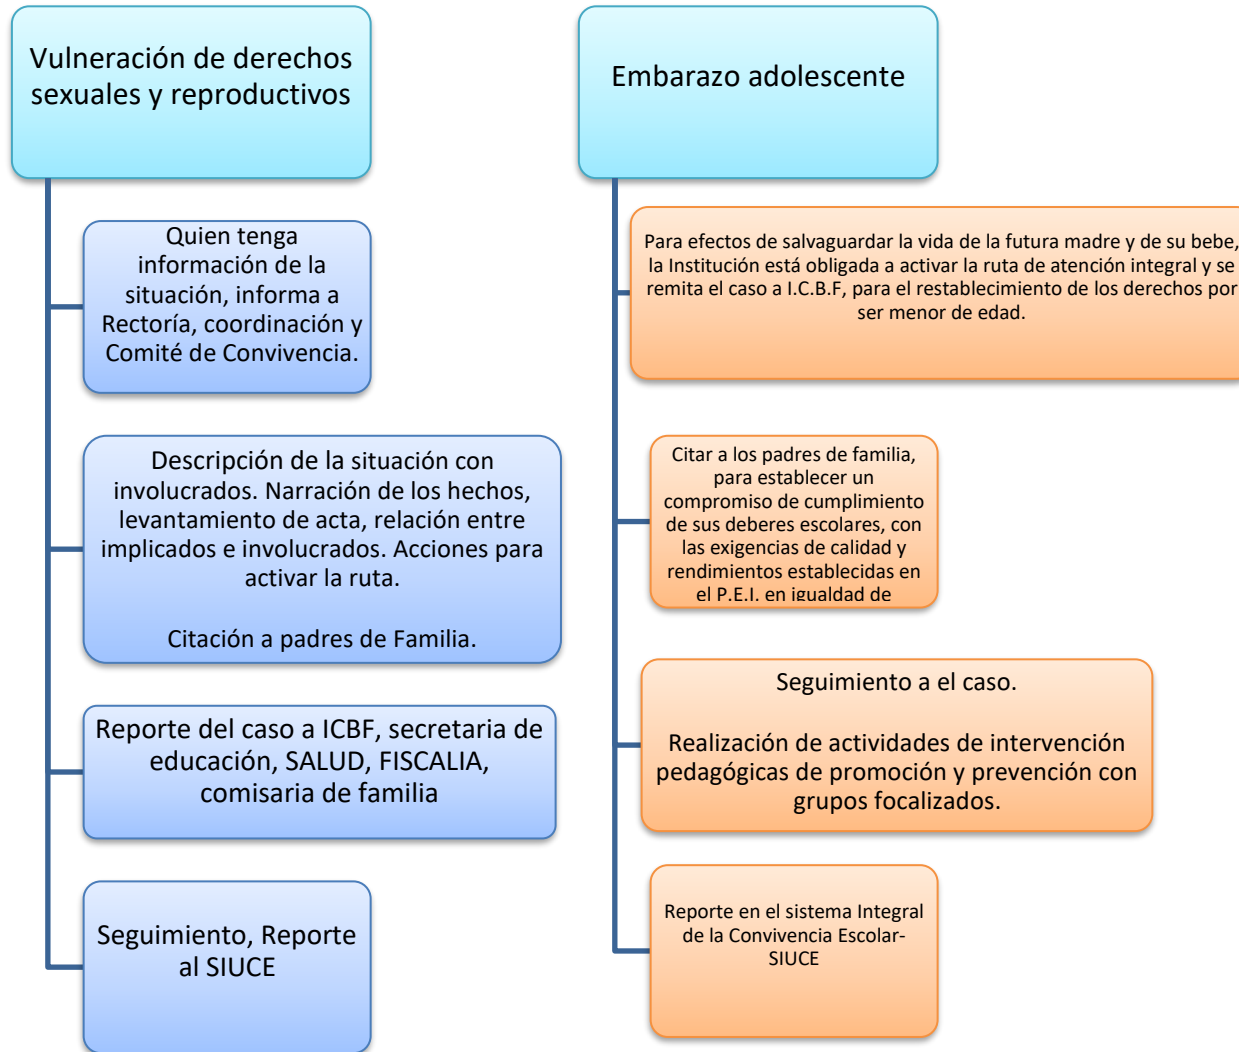 Vulneración de derechos
sexuales y reproductivos
Quien tenga
información de la
situación, informa a
Rectoría, coordinación y
Comité de Convivencia.
Descripción de la situación con
involucrados. Narración de los hechos,
levantamiento de acta, relación entre
implicados e involucrados. Acciones para
activar la ruta.
Citación a padres de Familia.
Reporte del caso a ICBF, secretaria de
educación, SALUD, FISCALIA,
comisaria de familia
Seguimiento, Reporte
al SIUCE
Embarazo adolescente
Para efectos de salvaguardar la vida de la futura madre y de su bebe,
la Institución está obligada a activar la ruta de atención integral y se
remita el caso a I.C.B.F, para el restablecimiento de los derechos por
ser menor de edad.
Citar a los padres de familia,
para establecer un
compromiso de cumplimiento
de sus deberes escolares, con
las exigencias de calidad y
rendimientos establecidas en
el P.E.I. en igualdad de
Seguimiento a el caso.
Realización de actividades de intervención
pedagógicas de promoción y prevención con
grupos focalizados.
Reporte en el sistema Integral
de la Convivencia Escolar-
SIUCE